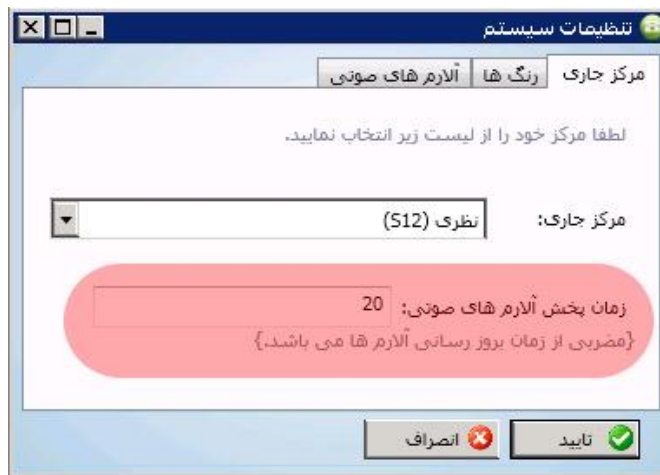 تنظیمات سیستم
مرکز جاری رنگ ها آلارم های صوتی
لطفا مرکز خود را از لیست زیر انتخاب نمایید.
مرکز جاری: نظری (S12)
زمان پخش آلارم های صوتی: 20
{مضربی از زمان بروز رسانی آلارم ها می باشد.}
تایید انصراف